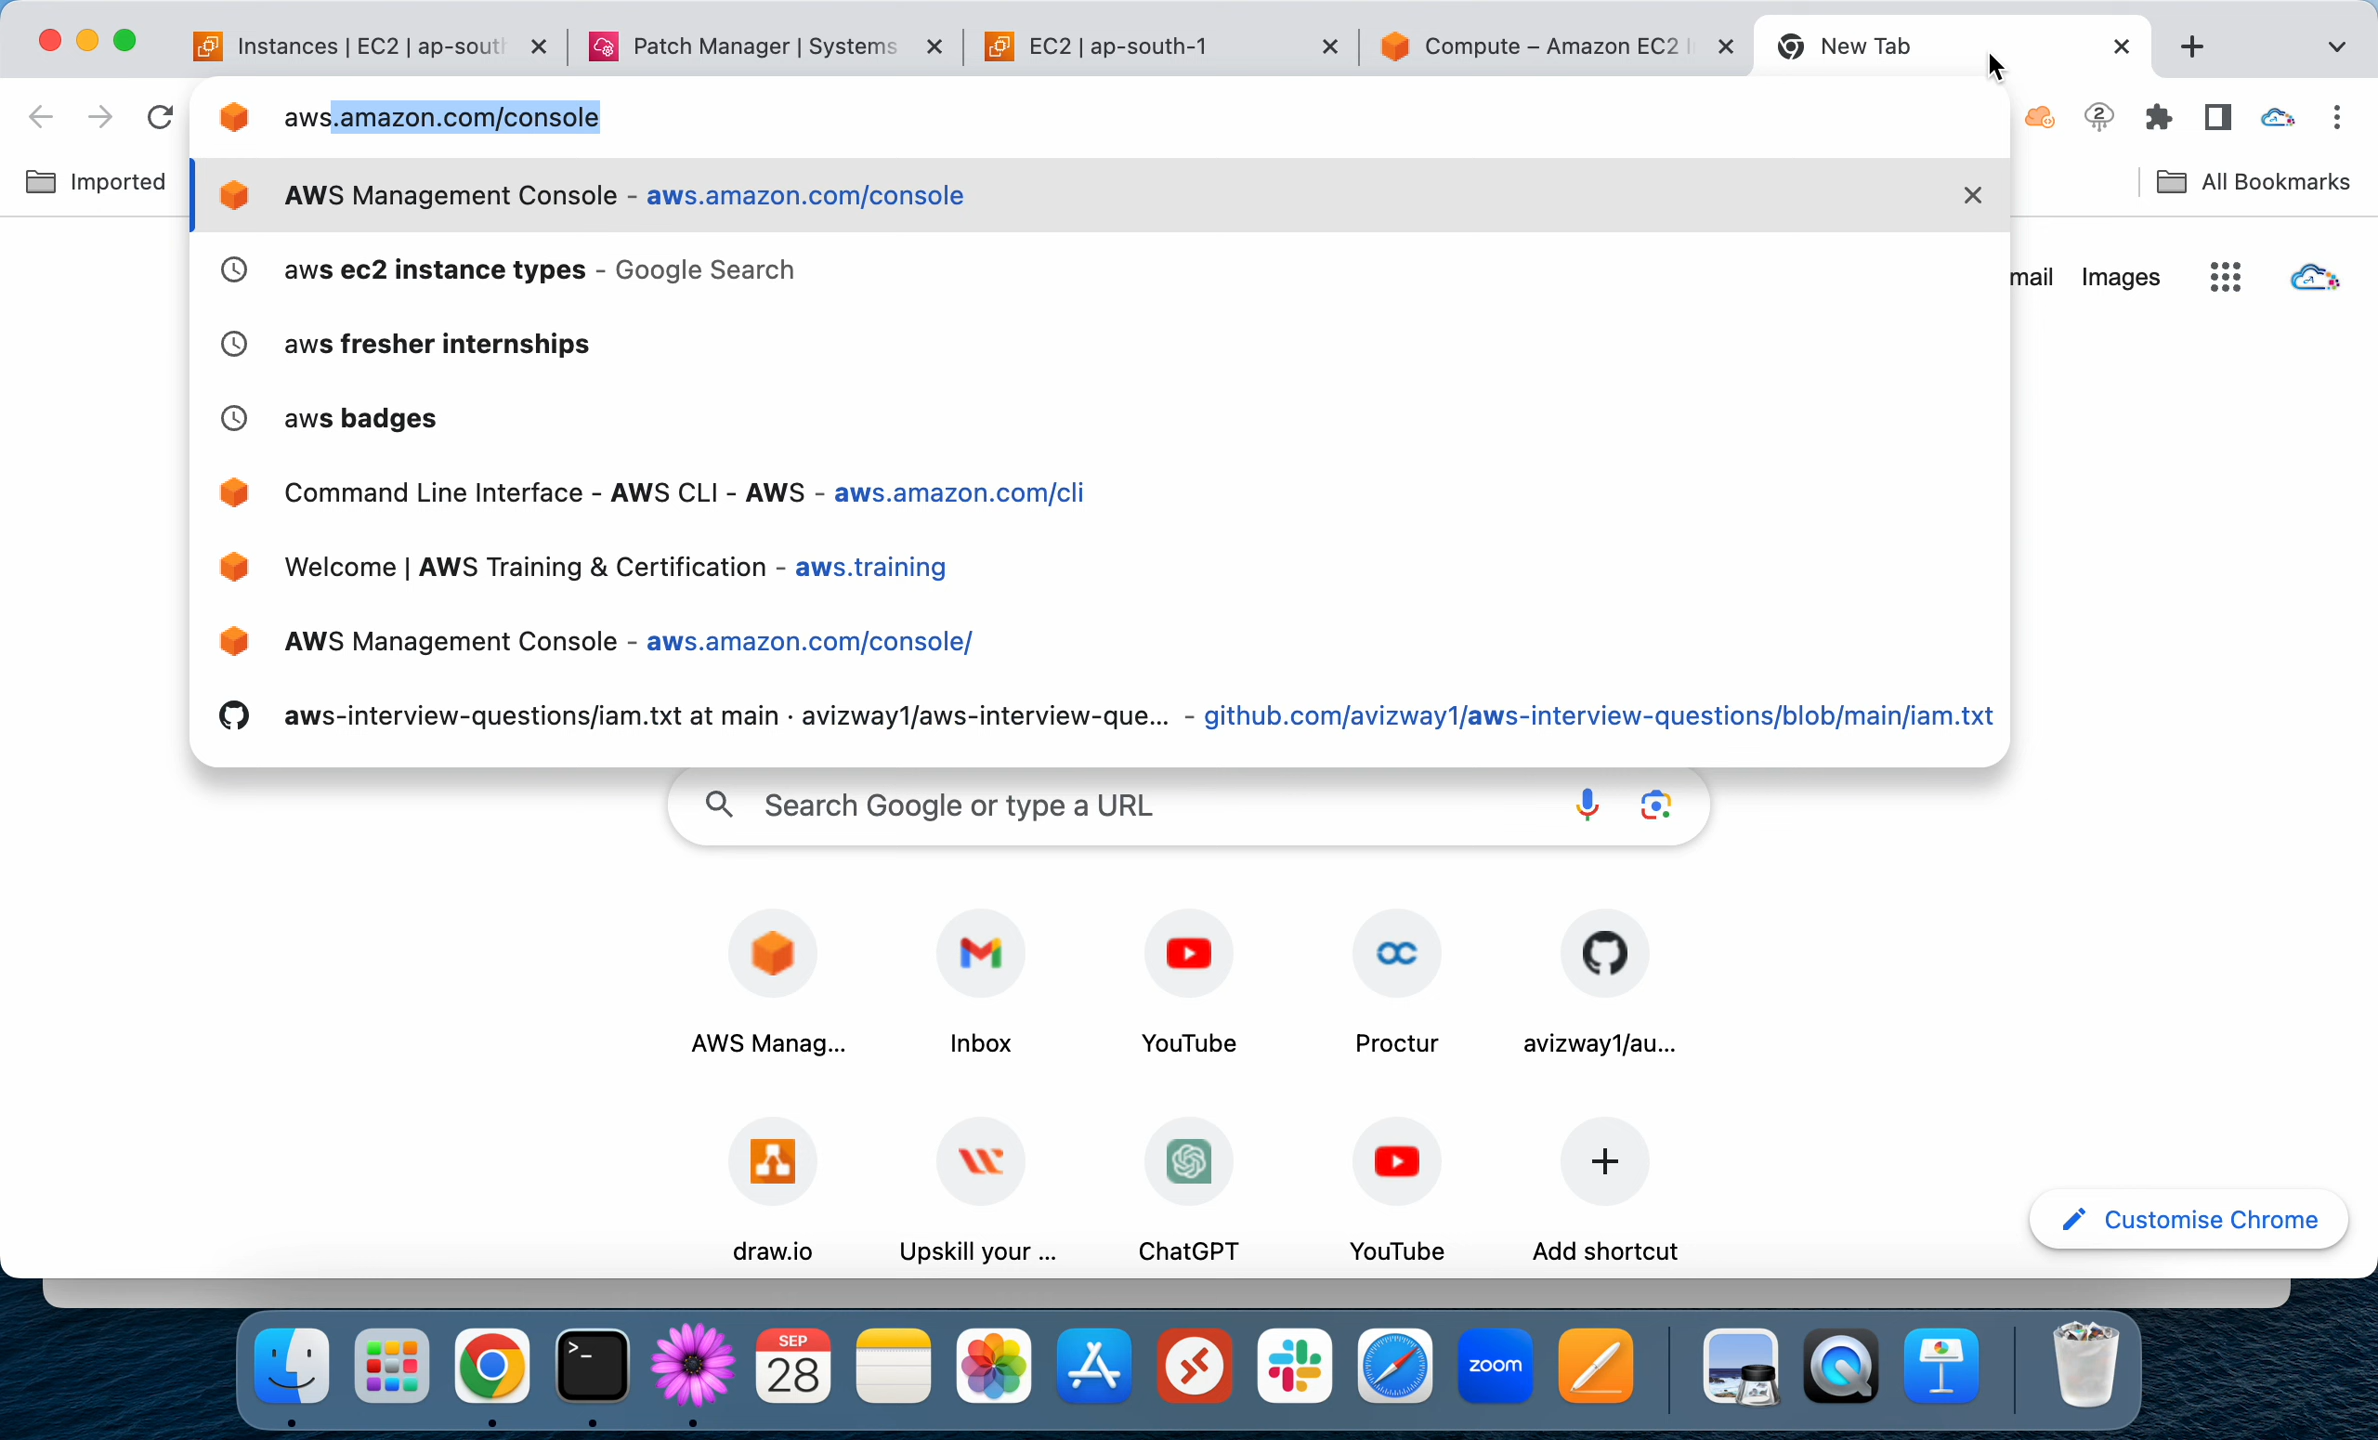 Instances | EC2 | ap-sout
Patch Manager | Systems
EC2 | ap-south-1
Compute – Amazon EC2 I
New Tab
aws.amazon.com/console
2
Imported
All Bookmarks
AWS Management Console - aws.amazon.com/console
aws ec2 instance types - Google Search
mail
Images
aws fresher internships
aws badges
Command Line Interface - AWS CLI - AWS - aws.amazon.com/cli
Welcome | AWS Training & Certification - aws.training
AWS Management Console - aws.amazon.com/console/
aws-interview-questions/iam.txt at main · avizway1/aws-interview-que... - github.com/avizway1/aws-interview-questions/blob/main/iam.txt
Search Google or type a URL
AWS Manag...
Inbox
YouTube
Proctur
avizway1/au...
draw.io
Upskill your ...
ChatGPT
YouTube
Add shortcut
Customise Chrome
SEP
28
zoom